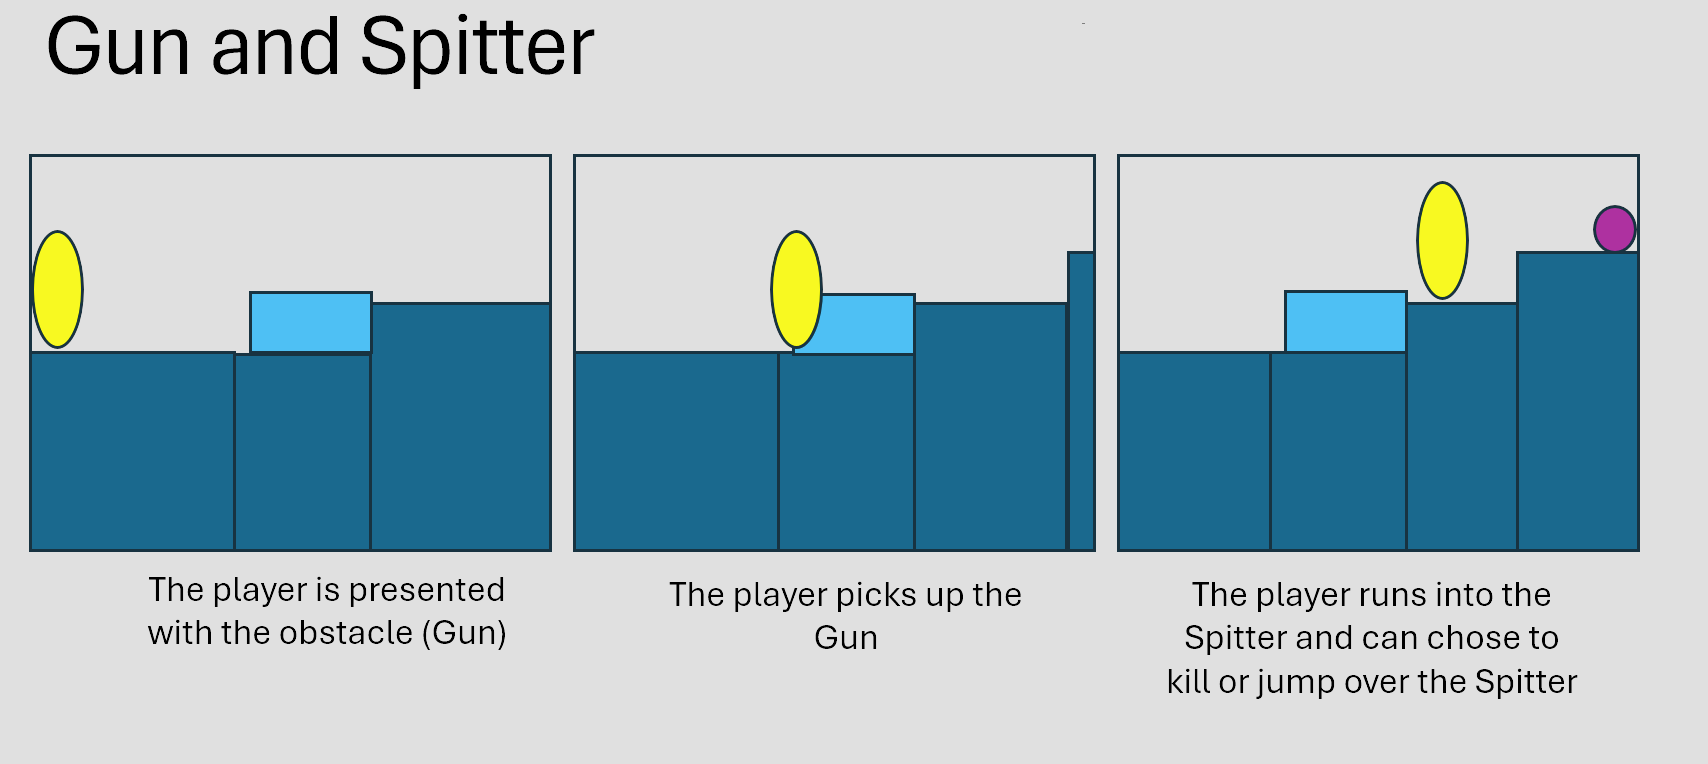 Gun and Spitter
The player is presented
with the obstacle (Gun)
The player picks up the
Gun
The player runs into the
Spitter and can chose to
kill or jump over the Spitter